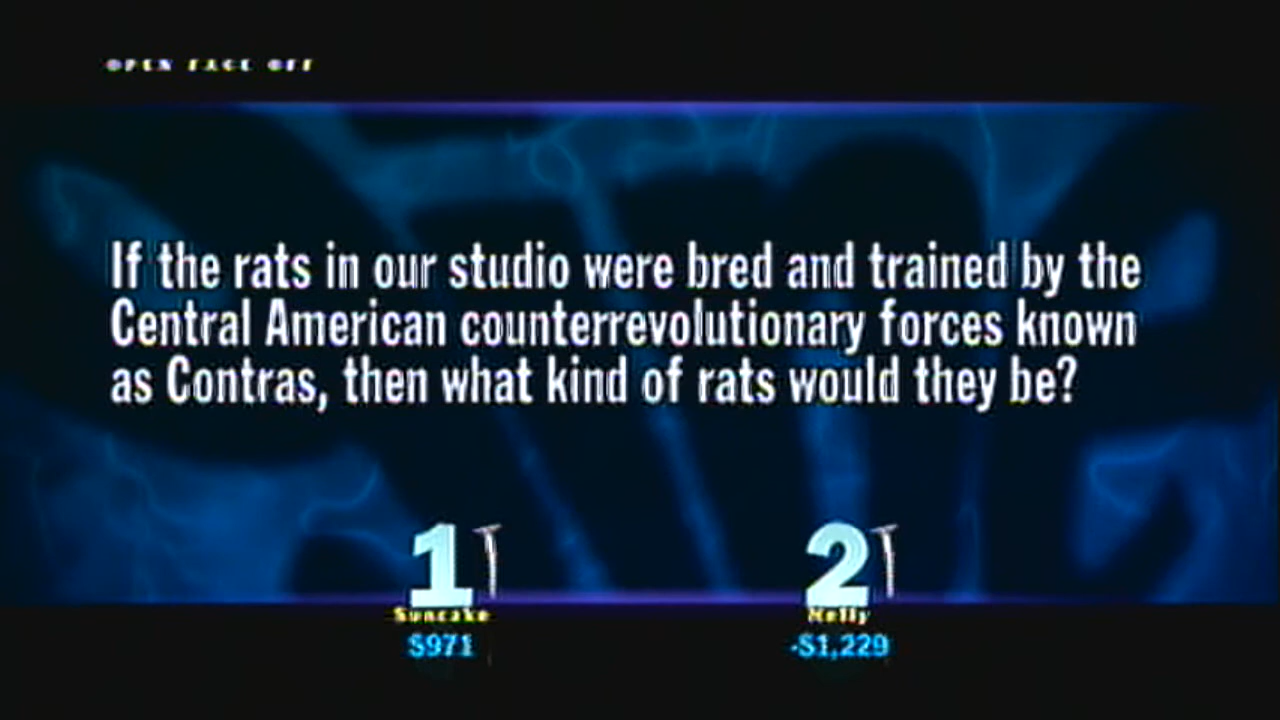 OPEN FACE OFF
If the rats in our studio were bred and trained by the
Central American counterrevolutionary forces known
as Contras, then what kind of rats would they be?
1 2
Suncake Nelly
$971 -$1,229